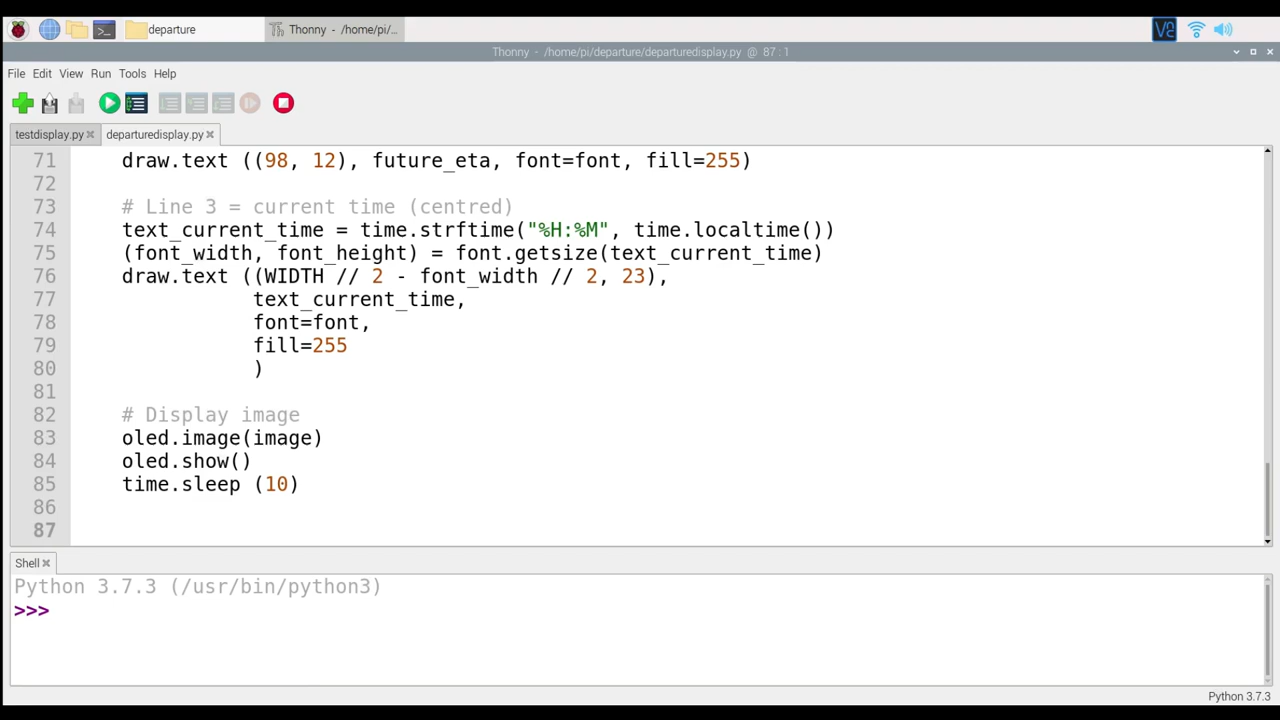 departure
Thonny - /home/pi/...
Thonny - /home/pi/departure/departuredisplay.py @ 87 : 1
File Edit View Run Tools Help
testdisplay.py
departuredisplay.py
71 draw.text ((98, 12), future_eta, font=font, fill=255)
72
73 # Line 3 = current time (centred)
74 text_current_time = time.strftime("%H:%M", time.localtime())
75 (font_width, font_height) = font.getsize(text_current_time)
76 draw.text ((WIDTH // 2 - font_width // 2, 23),
77 text_current_time,
78 font=font,
79 fill=255
80 )
81
82 # Display image
83 oled.image(image)
84 oled.show()
85 time.sleep (10)
86
87
Shell
Python 3.7.3 (/usr/bin/python3)
>>>
Python 3.7.3